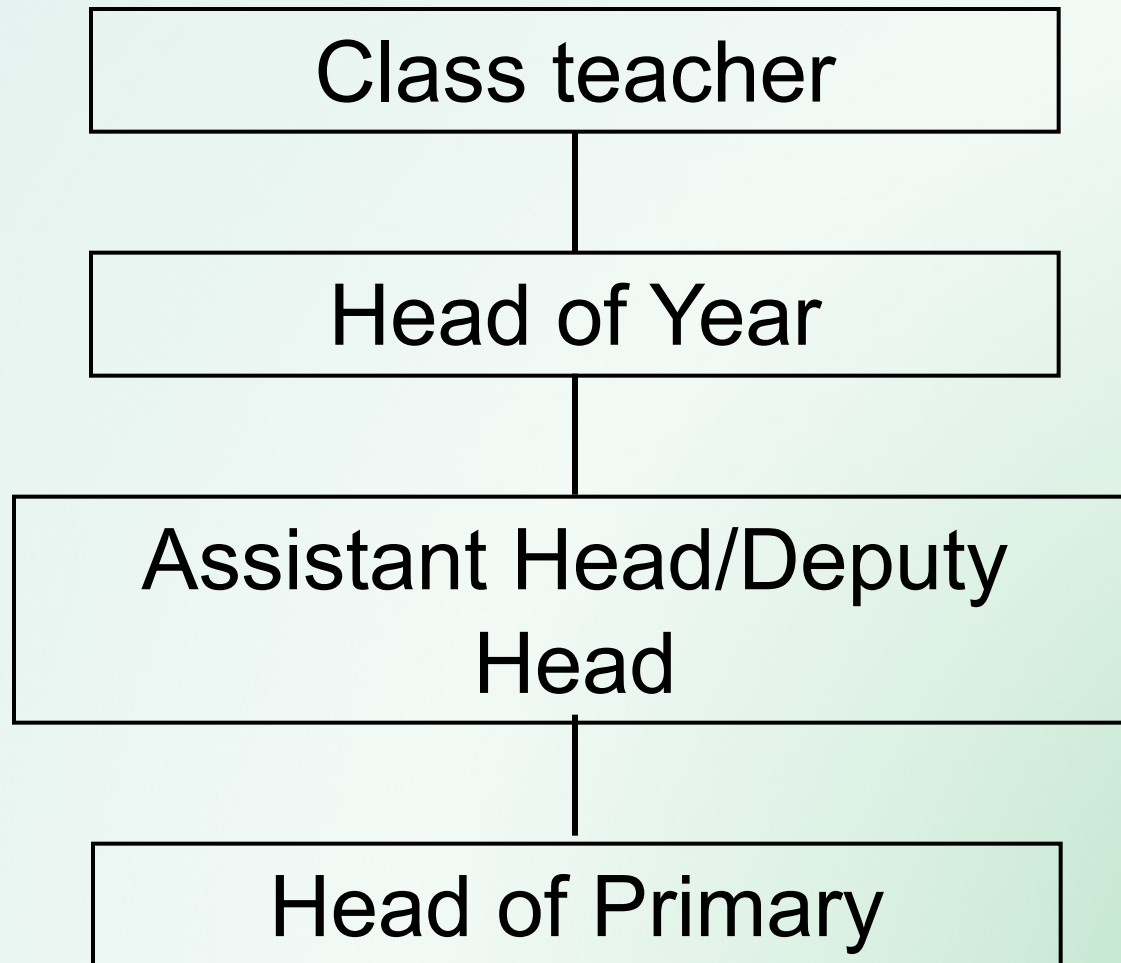 Class teacher
Head of Year
Assistant Head/Deputy
Head
Head of Primary